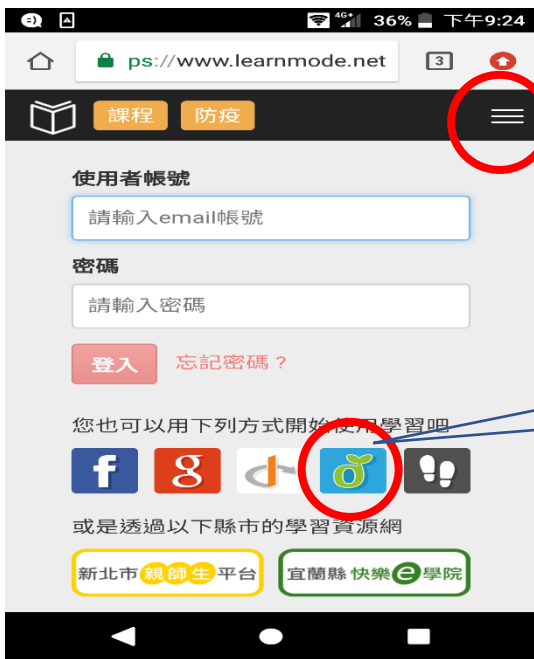 4G 36% 下午9:24
ps://www.learnmode.net 3
課程 防疫
使用者帳號
請輸入email帳號
密碼
請輸入密碼
登入 忘記密碼？
您也可以用下列方式開始使用學習吧
f g
或是透過以下縣市的學習資源網
新北市親師生平台 宜蘭縣快樂e學院